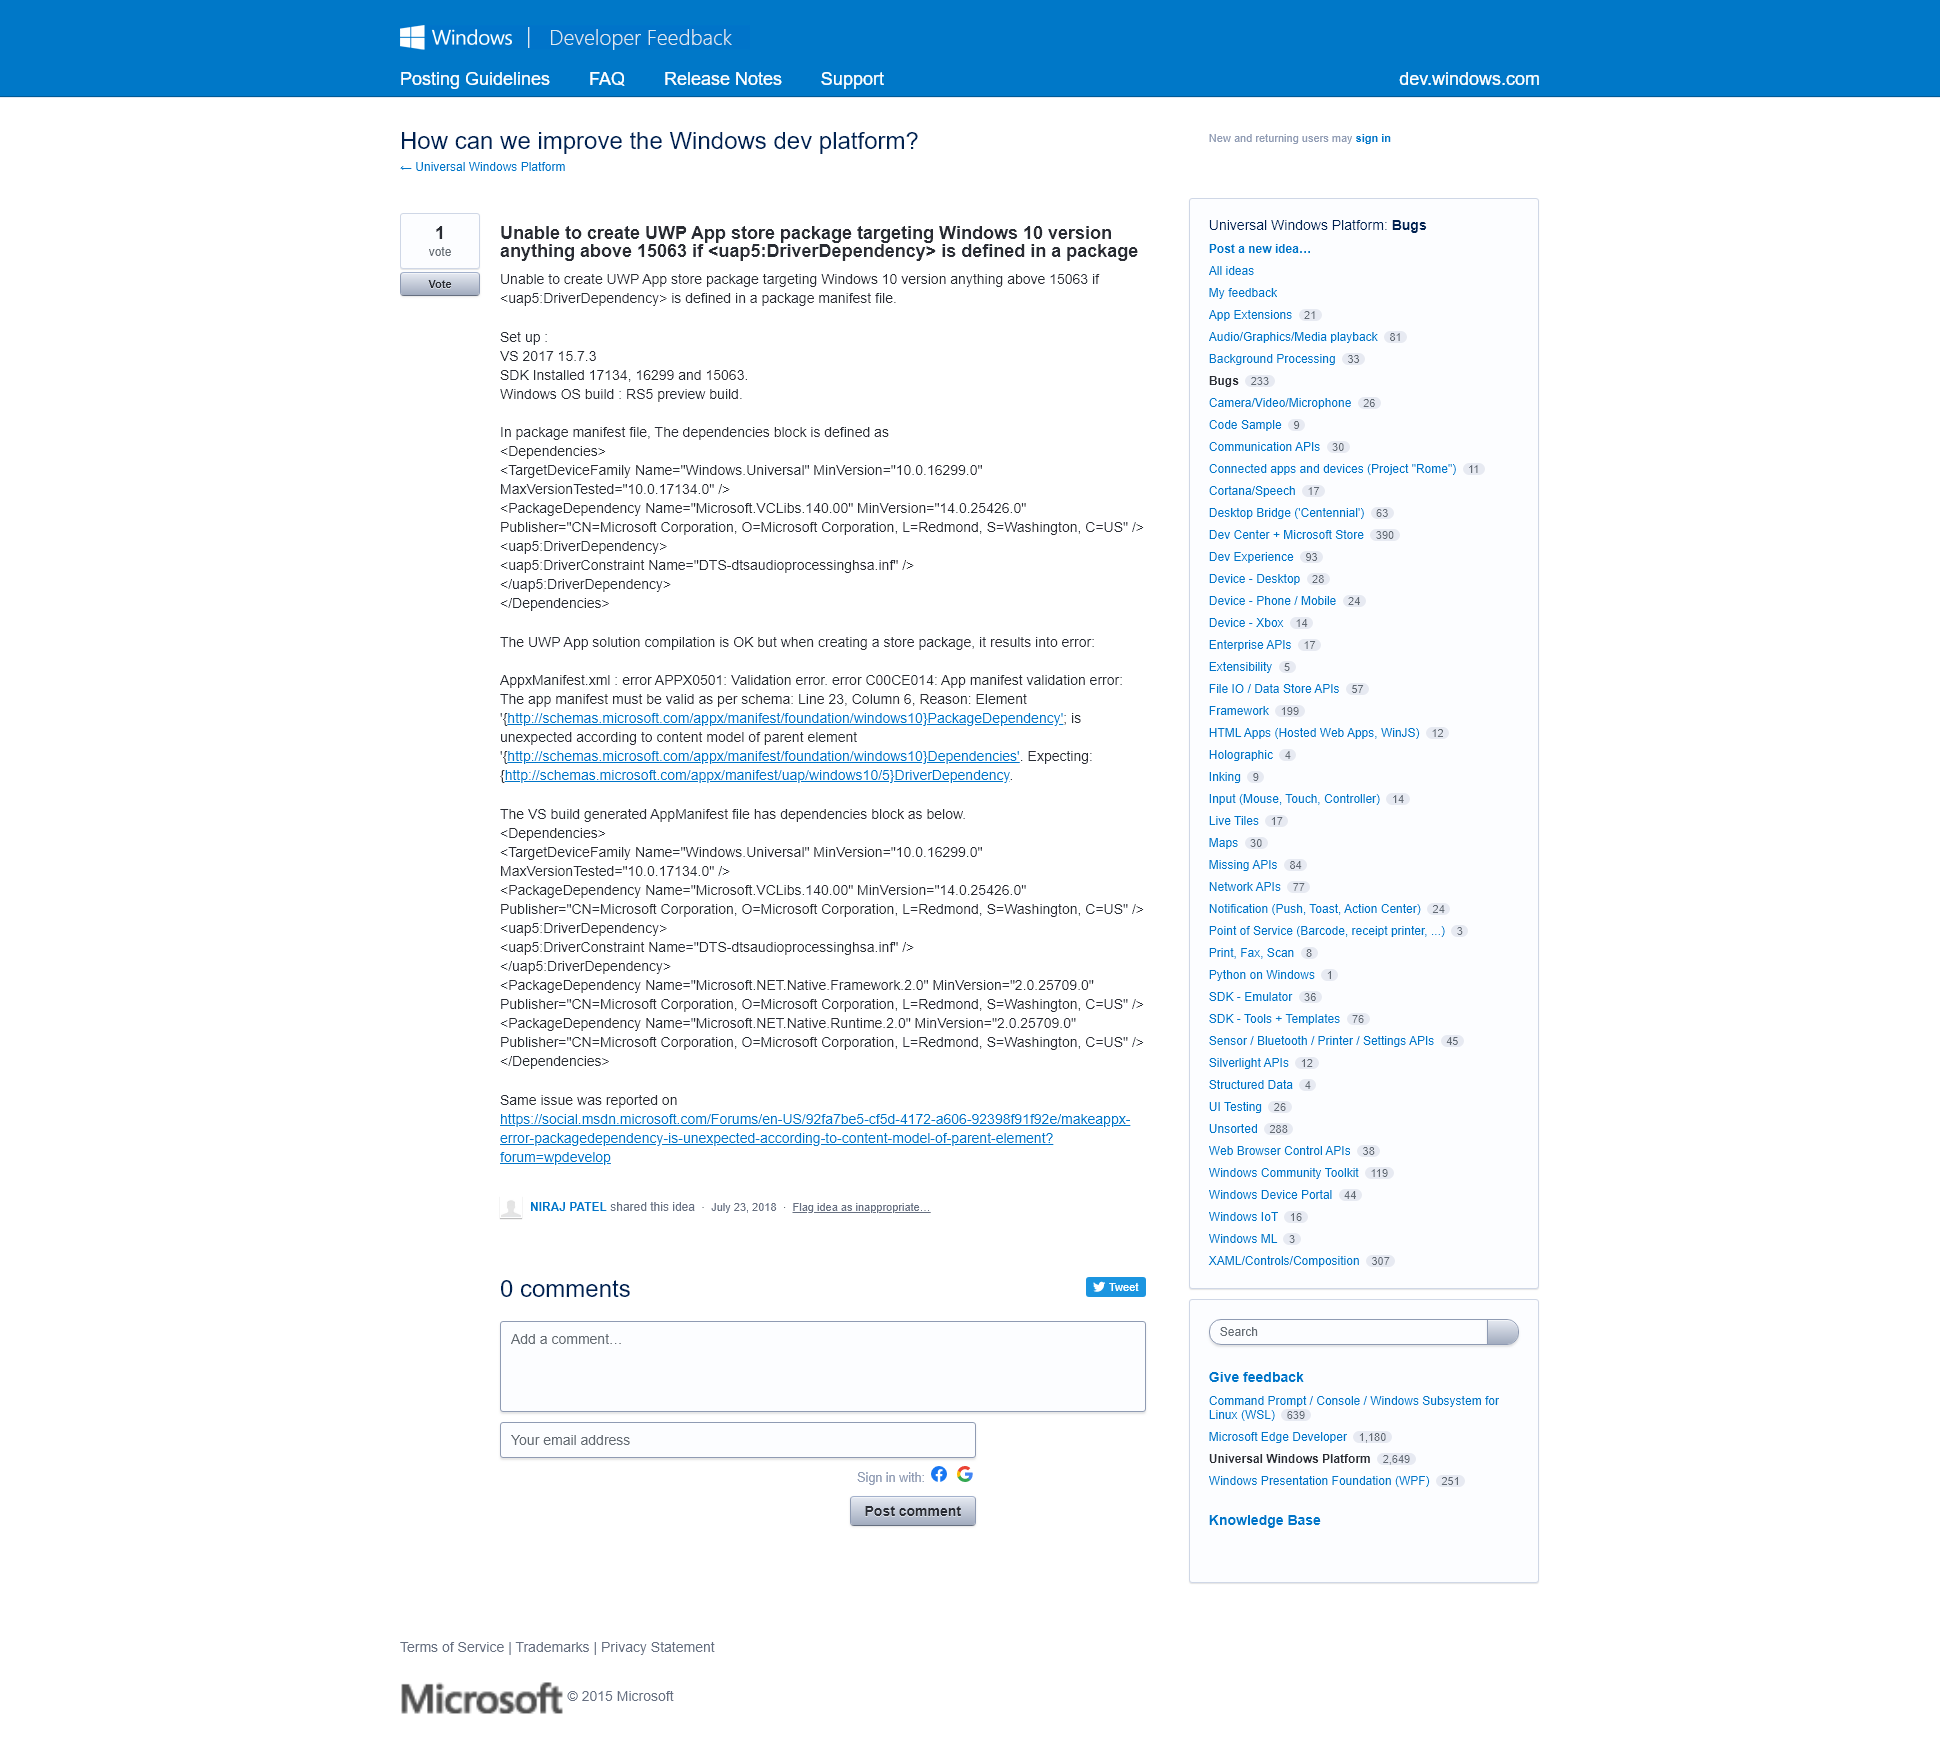 Windows | Developer Feedback
Posting Guidelines FAQ Release Notes Support dev.windows.com
How can we improve the Windows dev platform?
← Universal Windows Platform
New and returning users may sign in
1
vote
Vote
Unable to create UWP App store package targeting Windows 10 version
anything above 15063 if <uap5:DriverDependency> is defined in a package
Unable to create UWP App store package targeting Windows 10 version anything above 15063 if
<uap5:DriverDependency> is defined in a package manifest file.
Set up :
VS 2017 15.7.3
SDK Installed 17134, 16299 and 15063.
Windows OS build : RS5 preview build.
In package manifest file, The dependencies block is defined as
<Dependencies>
<TargetDeviceFamily Name="Windows.Universal" MinVersion="10.0.16299.0"
MaxVersionTested="10.0.17134.0" />
<PackageDependency Name="Microsoft.VCLibs.140.00" MinVersion="14.0.25426.0"
Publisher="CN=Microsoft Corporation, O=Microsoft Corporation, L=Redmond, S=Washington, C=US" />
<uap5:DriverDependency>
<uap5:DriverConstraint Name="DTS-dtsaudioprocessinghsa.inf" />
</uap5:DriverDependency>
</Dependencies>
The UWP App solution compilation is OK but when creating a store package, it results into error:
AppxManifest.xml : error APPX0501: Validation error. error C00CE014: App manifest validation error:
The app manifest must be valid as per schema: Line 23, Column 6, Reason: Element
'{http://schemas.microsoft.com/appx/manifest/foundation/windows10}PackageDependency'; is
unexpected according to content model of parent element
'{http://schemas.microsoft.com/appx/manifest/foundation/windows10}Dependencies'. Expecting:
{http://schemas.microsoft.com/appx/manifest/uap/windows10/5}DriverDependency.
The VS build generated AppManifest file has dependencies block as below.
<Dependencies>
<TargetDeviceFamily Name="Windows.Universal" MinVersion="10.0.16299.0"
MaxVersionTested="10.0.17134.0" />
<PackageDependency Name="Microsoft.VCLibs.140.00" MinVersion="14.0.25426.0"
Publisher="CN=Microsoft Corporation, O=Microsoft Corporation, L=Redmond, S=Washington, C=US" />
<uap5:DriverDependency>
<uap5:DriverConstraint Name="DTS-dtsaudioprocessinghsa.inf" />
</uap5:DriverDependency>
<PackageDependency Name="Microsoft.NET.Native.Framework.2.0" MinVersion="2.0.25709.0"
Publisher="CN=Microsoft Corporation, O=Microsoft Corporation, L=Redmond, S=Washington, C=US" />
<PackageDependency Name="Microsoft.NET.Native.Runtime.2.0" MinVersion="2.0.25709.0"
Publisher="CN=Microsoft Corporation, O=Microsoft Corporation, L=Redmond, S=Washington, C=US" />
</Dependencies>
Same issue was reported on
https://social.msdn.microsoft.com/Forums/en-US/92fa7be5-cf5d-4172-a606-92398f91f92e/makeappx-
error-packagedependency-is-unexpected-according-to-content-model-of-parent-element?
forum=wpdevelop
NIRAJ PATEL shared this idea · July 23, 2018 · Flag idea as inappropriate…
0 comments
Tweet
Add a comment…
Your email address
Sign in with:
Post comment
Universal Windows Platform: Bugs
Post a new idea…
All ideas
My feedback
App Extensions 21
Audio/Graphics/Media playback 81
Background Processing 33
Bugs 233
Camera/Video/Microphone 26
Code Sample 9
Communication APIs 30
Connected apps and devices (Project "Rome") 11
Cortana/Speech 17
Desktop Bridge ('Centennial') 63
Dev Center + Microsoft Store 390
Dev Experience 93
Device - Desktop 28
Device - Phone / Mobile 24
Device - Xbox 14
Enterprise APIs 17
Extensibility 5
File IO / Data Store APIs 57
Framework 199
HTML Apps (Hosted Web Apps, WinJS) 12
Holographic 4
Inking 9
Input (Mouse, Touch, Controller) 14
Live Tiles 17
Maps 30
Missing APIs 84
Network APIs 77
Notification (Push, Toast, Action Center) 24
Point of Service (Barcode, receipt printer, ...) 3
Print, Fax, Scan 8
Python on Windows 1
SDK - Emulator 36
SDK - Tools + Templates 76
Sensor / Bluetooth / Printer / Settings APIs 45
Silverlight APIs 12
Structured Data 4
UI Testing 26
Unsorted 288
Web Browser Control APIs 38
Windows Community Toolkit 119
Windows Device Portal 44
Windows IoT 16
Windows ML 3
XAML/Controls/Composition 307
Search
Give feedback
Command Prompt / Console / Windows Subsystem for
Linux (WSL) 639
Microsoft Edge Developer 1,180
Universal Windows Platform 2,649
Windows Presentation Foundation (WPF) 251
Knowledge Base
Terms of Service | Trademarks | Privacy Statement
Microsoft © 2015 Microsoft